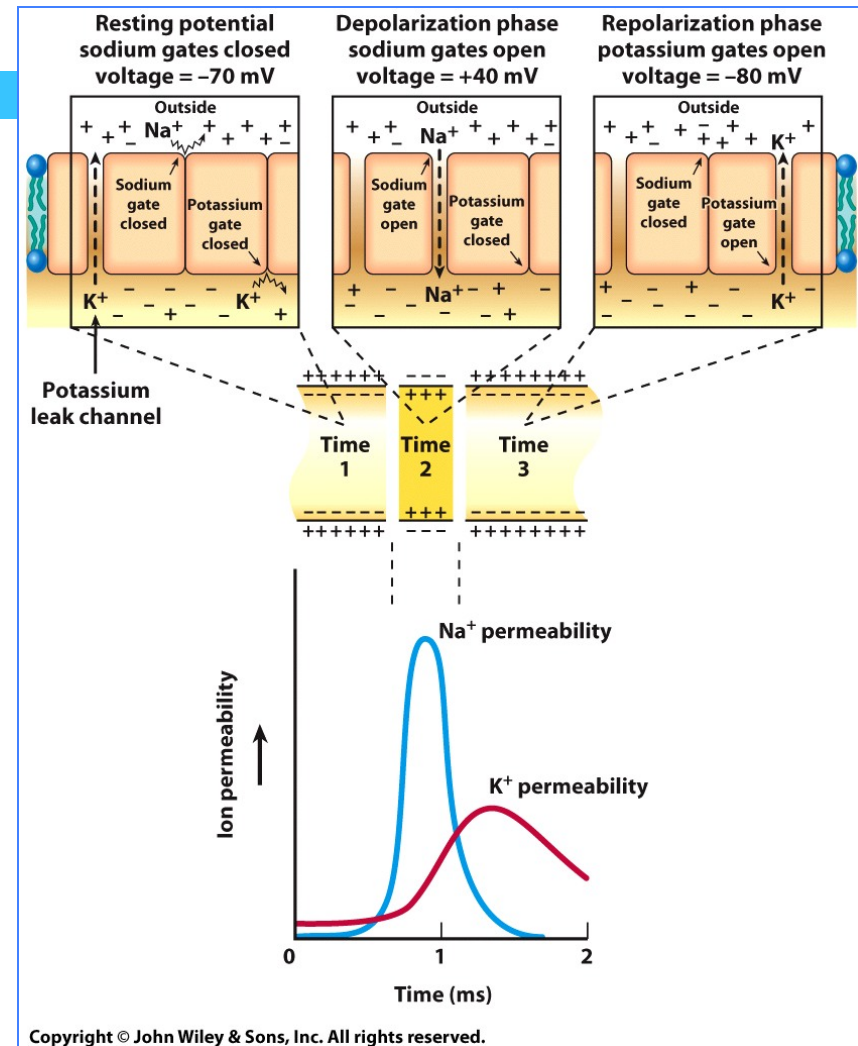 Resting potential
sodium gates closed
voltage = –70 mV
Depolarization phase
sodium gates open
voltage = +40 mV
Repolarization phase
potassium gates open
voltage = –80 mV
Outside
+ + + – Na⁺ + + + + + –
Sodium
gate
closed
Potassium
gate
closed
K⁺
K⁺
– – – – – – – + – +
Outside
+ + + – Na⁺ + + + + –
Sodium
gate
open
Potassium
gate
closed
Na⁺
+ – – – – – + – – +
Outside
+ + + – + – + + + + K⁺ + –
Sodium
gate
closed
Potassium
gate
open
K⁺
+ – – – – – – + – –
Potassium
leak channel
++++++
––––––
– – –
+++
++++++++
––––––––
Time
1
Time
2
Time
3
––––––
++++++
+++
– – –
––––––––
++++++++
Na⁺ permeability
K⁺ permeability
Ion permeability
0
1
2
Time (ms)
Copyright © John Wiley & Sons, Inc. All rights reserved.